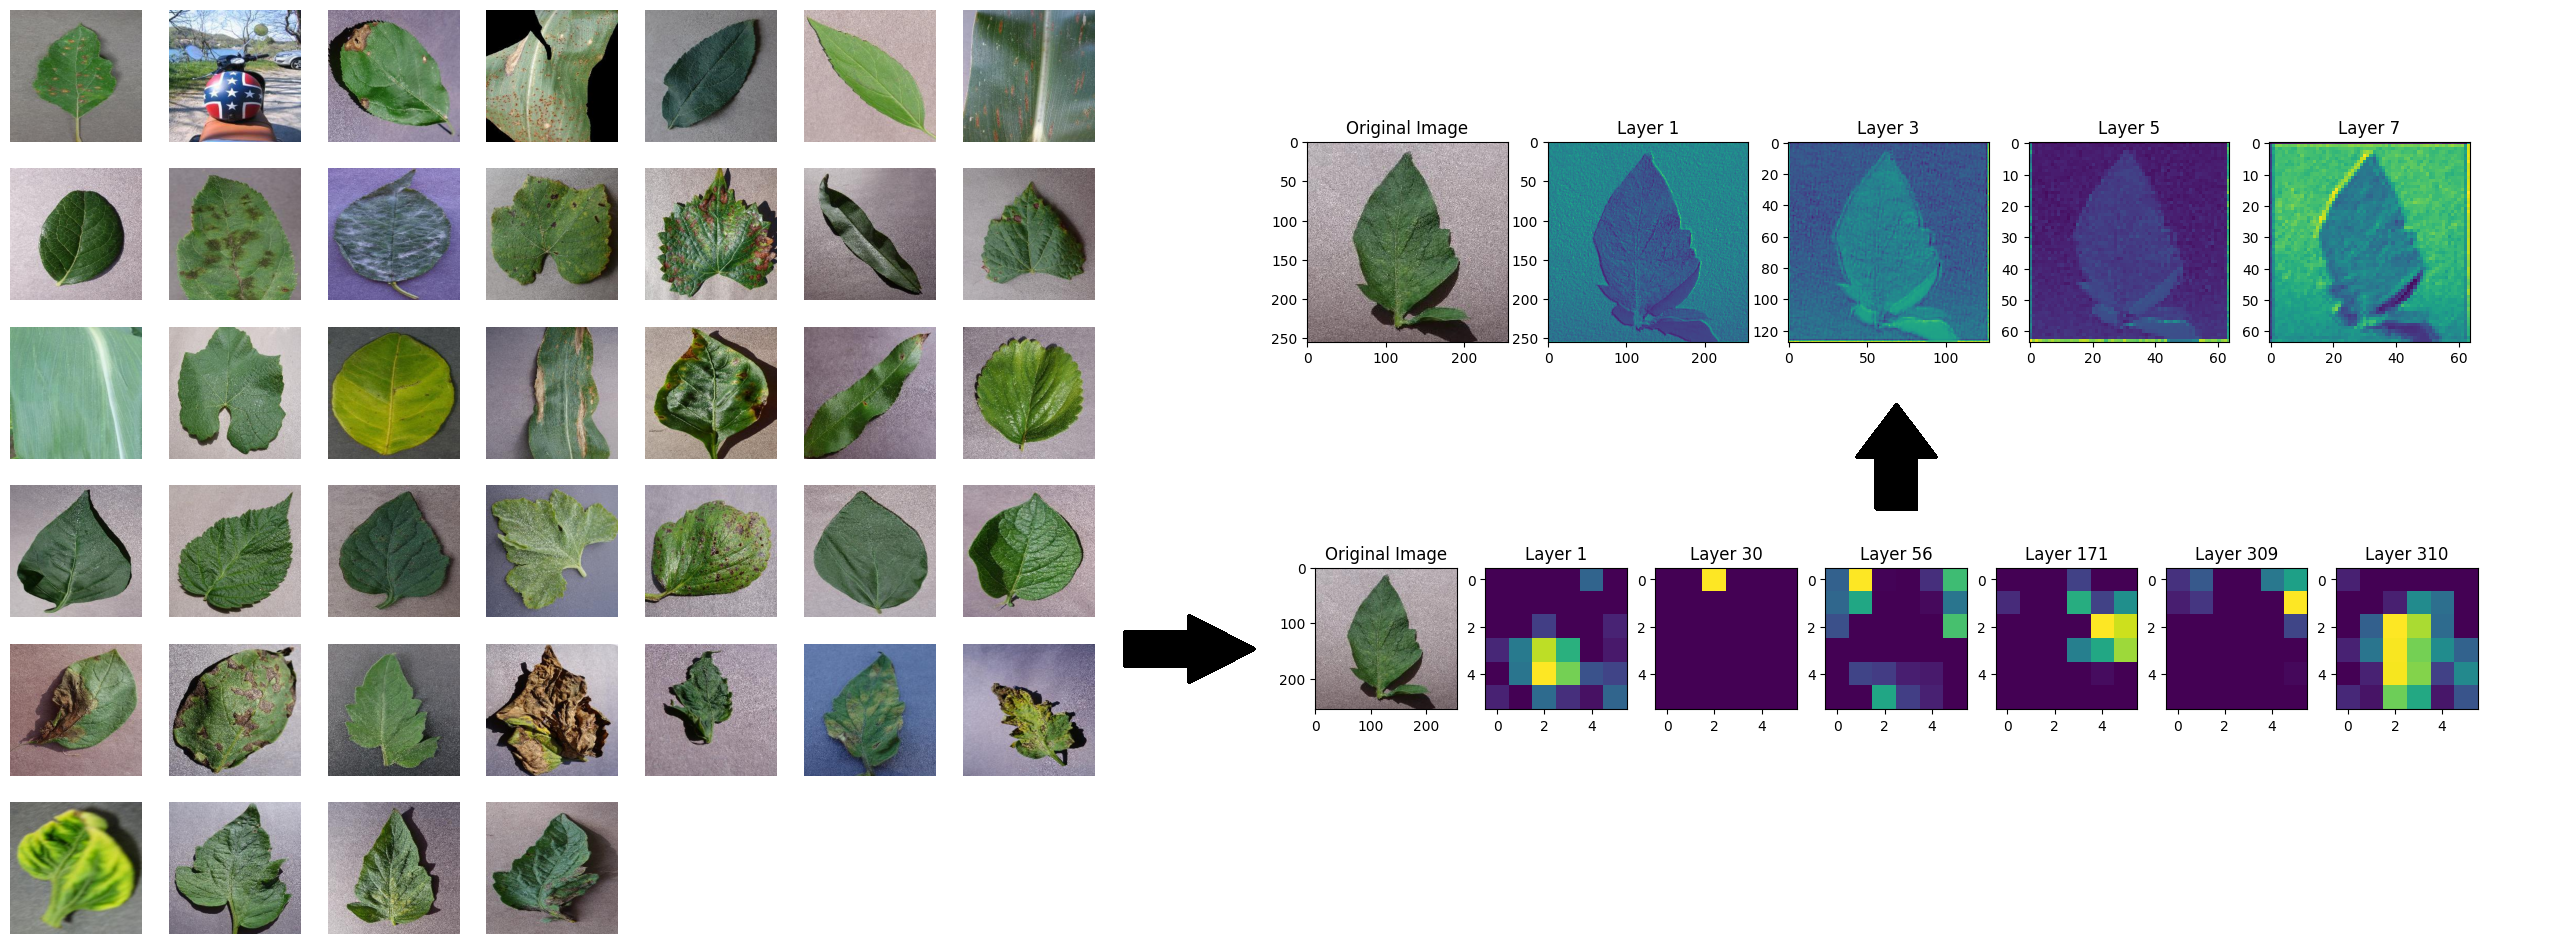 Original Image Layer 1 Layer 3 Layer 5 Layer 7
0 0 0 0 0
50 50 20 10 10
100 100 40 20 20
150 150 60 30 30
200 200 80 40 40
250 250 100 50 50
120 60 60
0 100 200 0 100 200 0 50 100 0 20 40 60 0 20 40 60
Original Image Layer 1 Layer 30 Layer 56 Layer 171 Layer 309 Layer 310
0 0 0 0 0 0 0
100 2 2 2 2 2 2
200 4 4 4 4 4 4
0 100 200 0 2 4 0 2 4 0 2 4 0 2 4 0 2 4 0 2 4